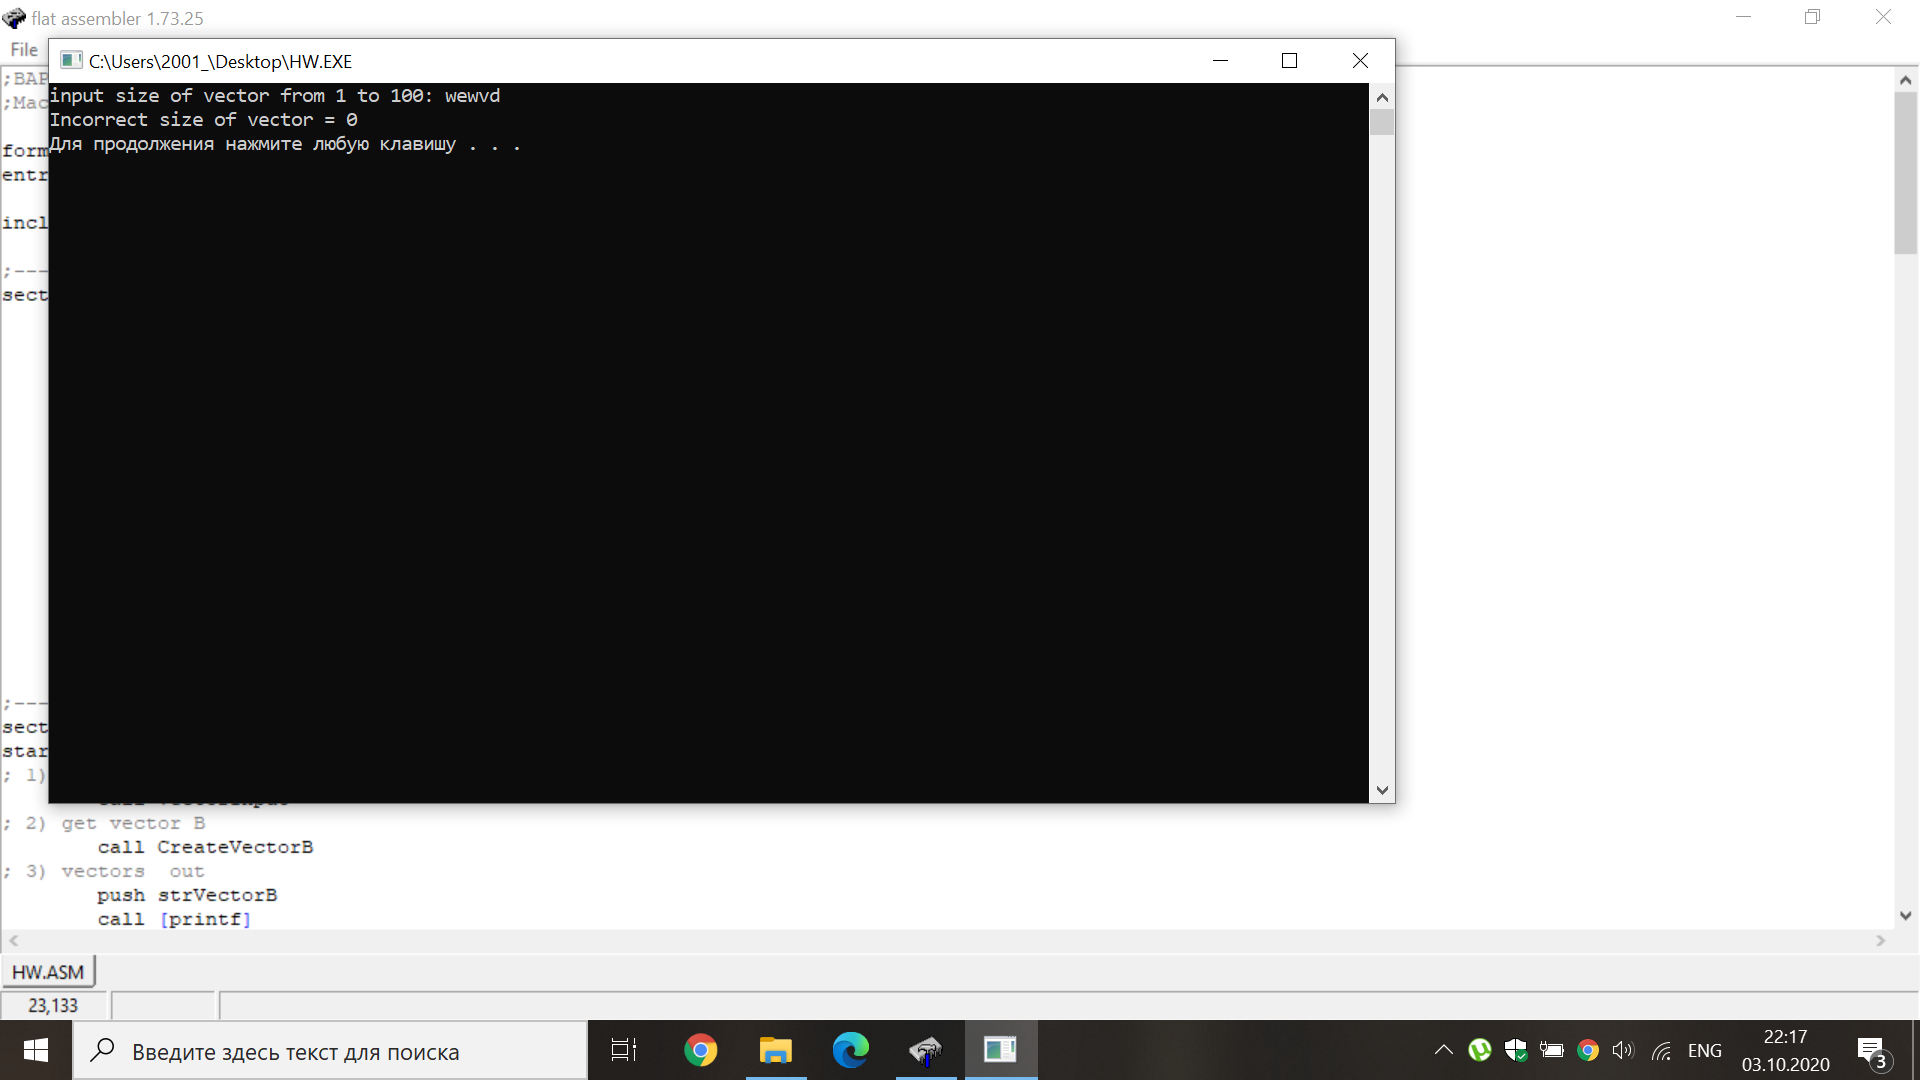 flat assembler 1.73.25
File
C:\Users\2001_\Desktop\HW.EXE
input size of vector from 1 to 100: wewvd
Incorrect size of vector = 0
Для продолжения нажмите любую клавишу . . .
;ВАР
;Мас
form
entr
incl
;---
sect
;---
sect
star
; 1)
; 2) get vector B
call CreateVectorB
; 3) vectors  out
push strVectorB
call [printf]
HW.ASM
23,133
Введите здесь текст для поиска
ENG
22:17
03.10.2020
3